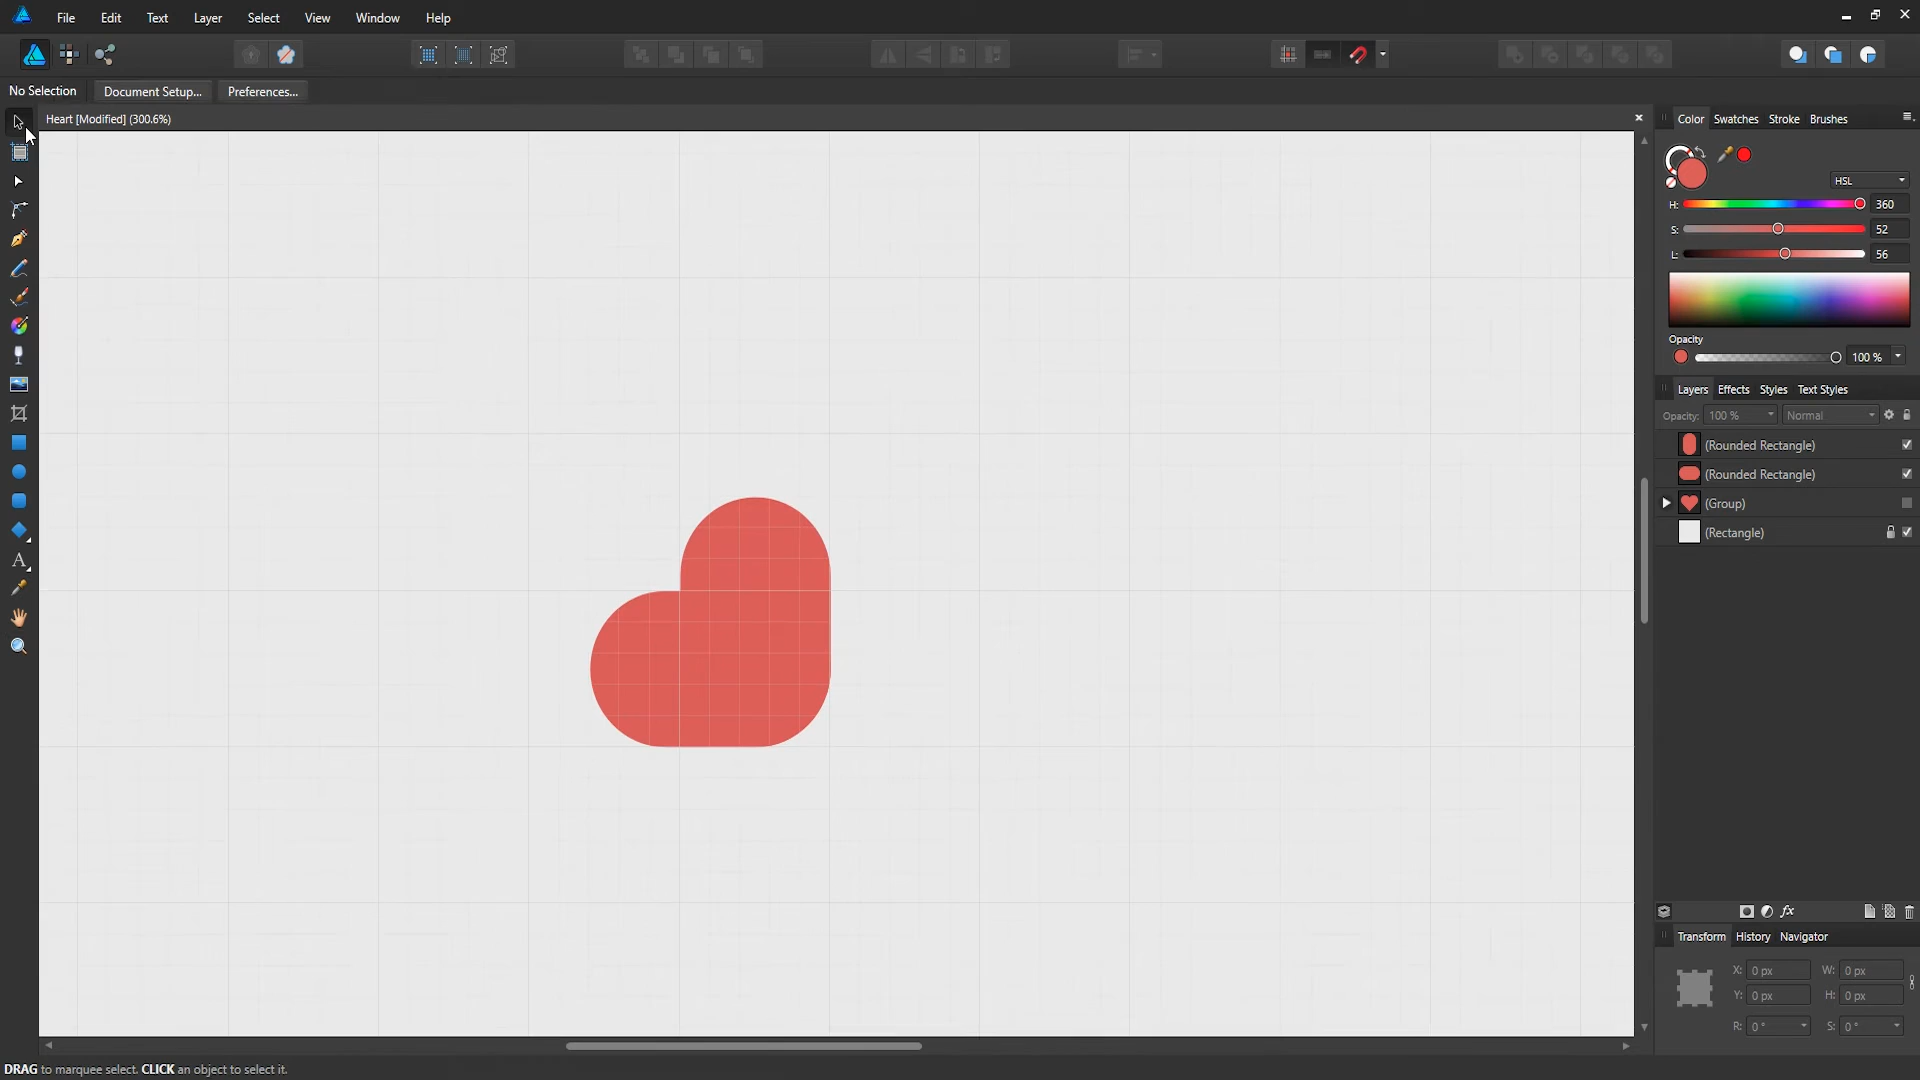 File Edit Text Layer Select View Window Help
No Selection Document Setup... Preferences...
Heart [Modified] (300.6%)
Color Swatches Stroke Brushes
HSL
H: 360
S: 52
L: 56
Opacity
100 %
Layers Effects Styles Text Styles
Opacity: 100 % Normal
(Rounded Rectangle)
(Rounded Rectangle)
(Group)
(Rectangle)
fx
Transform History Navigator
X: 0 px W: 0 px
Y: 0 px H: 0 px
R: 0 ° S: 0 °
DRAG to marquee select. CLICK an object to select it.